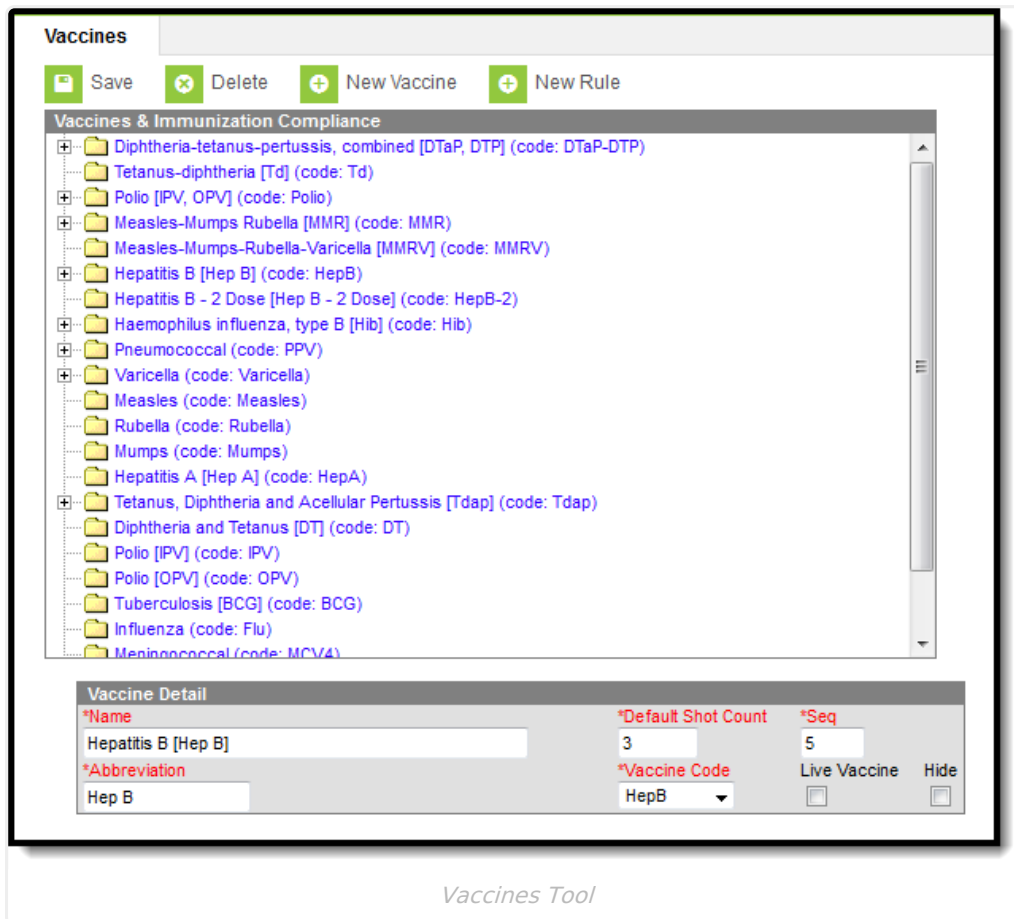 Vaccines
Save Delete New Vaccine New Rule
Vaccines & Immunization Compliance
Diphtheria-tetanus-pertussis, combined [DTaP, DTP] (code: DTaP-DTP)
Tetanus-diphtheria [Td] (code: Td)
Polio [IPV, OPV] (code: Polio)
Measles-Mumps Rubella [MMR] (code: MMR)
Measles-Mumps-Rubella-Varicella [MMRV] (code: MMRV)
Hepatitis B [Hep B] (code: HepB)
Hepatitis B - 2 Dose [Hep B - 2 Dose] (code: HepB-2)
Haemophilus influenza, type B [Hib] (code: Hib)
Pneumococcal (code: PPV)
Varicella (code: Varicella)
Measles (code: Measles)
Rubella (code: Rubella)
Mumps (code: Mumps)
Hepatitis A [Hep A] (code: HepA)
Tetanus, Diphtheria and Acellular Pertussis [Tdap] (code: Tdap)
Diphtheria and Tetanus [DT] (code: DT)
Polio [IPV] (code: IPV)
Polio [OPV] (code: OPV)
Tuberculosis [BCG] (code: BCG)
Influenza (code: Flu)
Meningococcal (code: MCV4)
Vaccine Detail
*Name *Default Shot Count *Seq
Hepatitis B [Hep B] 3 5
*Abbreviation *Vaccine Code Live Vaccine Hide
Hep B HepB
Vaccines Tool